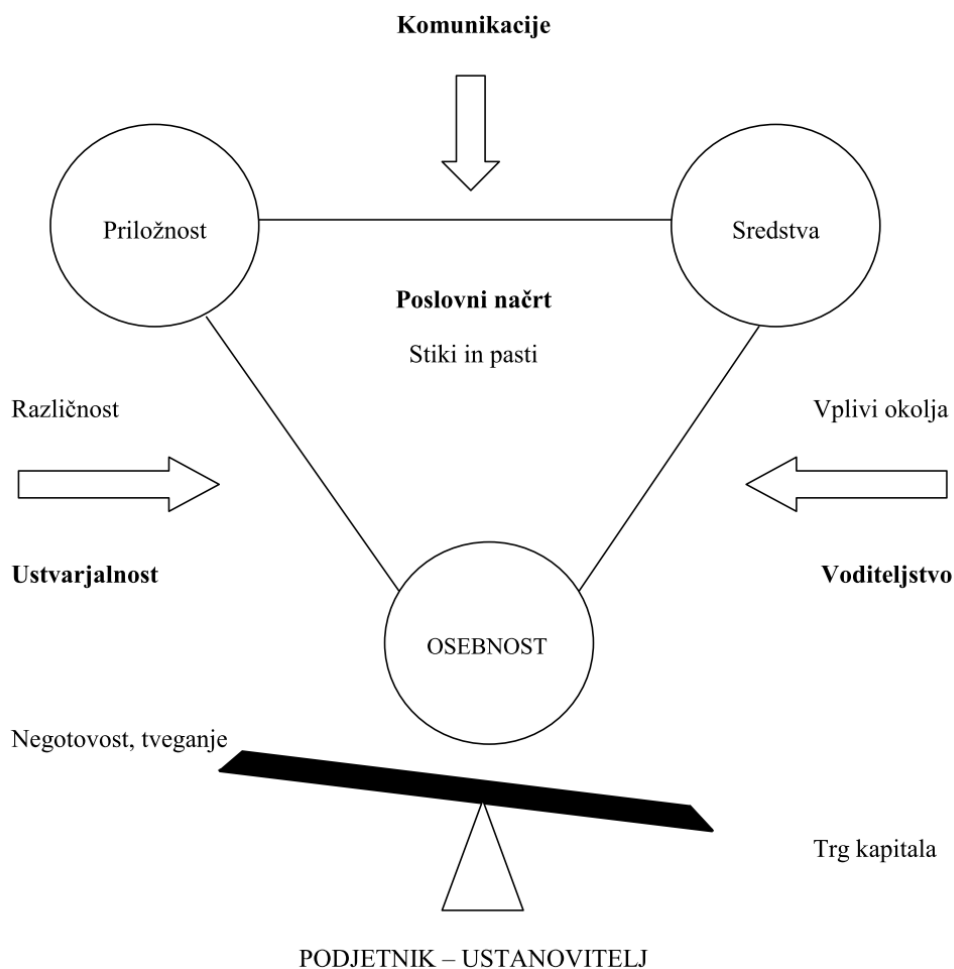 Komunikacije
Priložnost
Sredstva
Poslovni načrt
Stiki in pasti
Različnost
Vplivi okolja
Ustvarjalnost
Voditeljstvo
OSEBNOST
Negotovost, tveganje
Trg kapitala
PODJETNIK – USTANOVITELJ